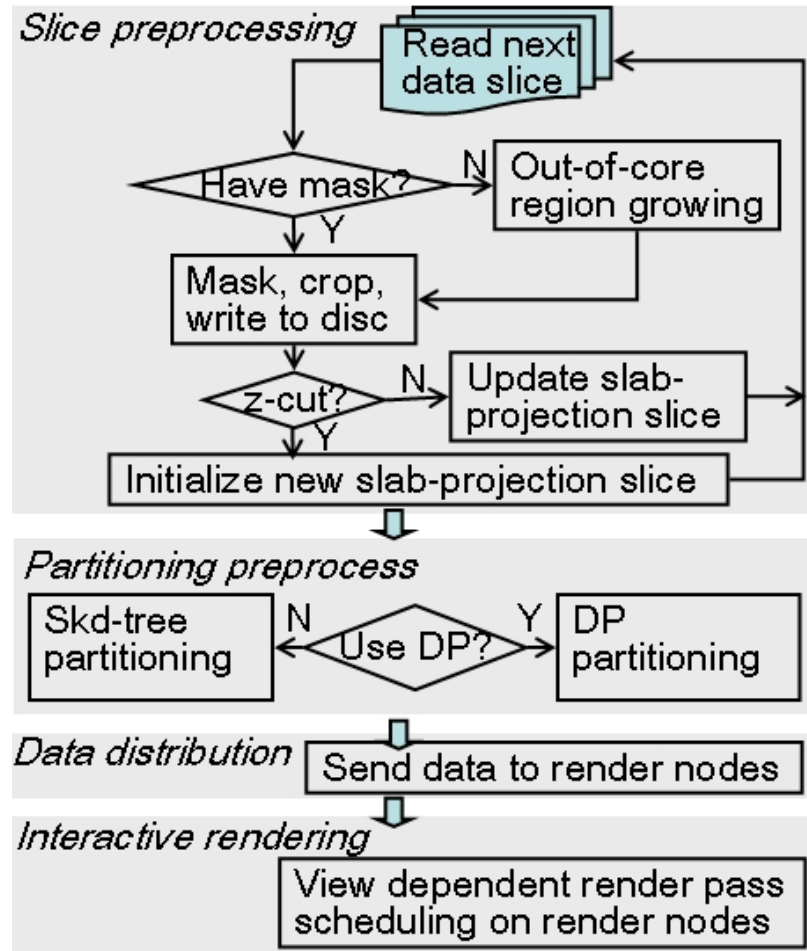 Slice preprocessing
Read next
data slice
Have mask?
N
Out-of-core
region growing
Y
Mask, crop,
write to disc
z-cut?
N
Update slab-
projection slice
Y
Initialize new slab-projection slice
Partitioning preprocess
Skd-tree
partitioning
N
Use DP?
Y
DP
partitioning
Data distribution
Send data to render nodes
Interactive rendering
View dependent render pass
scheduling on render nodes